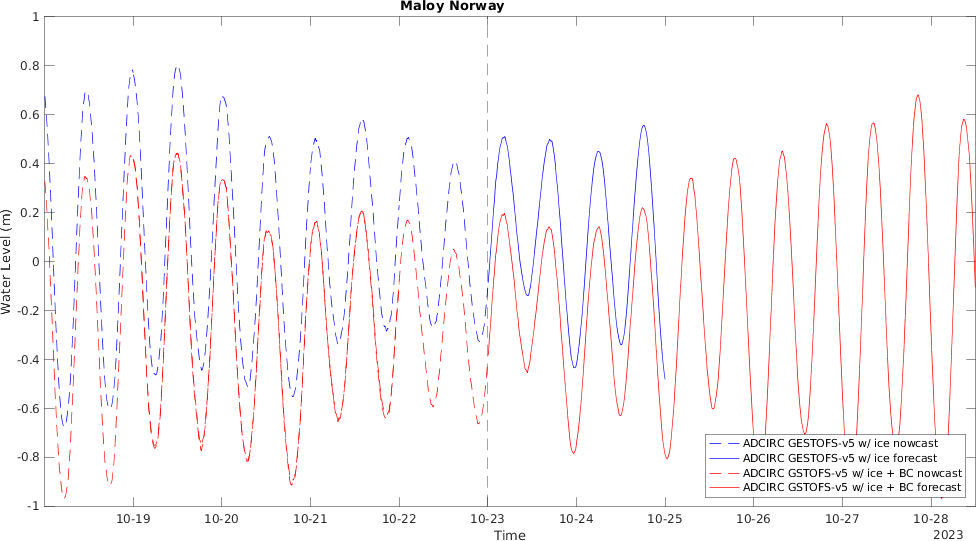 Maloy Norway
1
0.8
0.6
0.4
0.2
0
-0.2
-0.4
-0.6
-0.8
-1
Water Level (m)
10-19 10-20 10-21 10-22 10-23 10-24 10-25 10-26 10-27 10-28
Time
2023
ADCIRC GESTOFS-v5 w/ ice nowcast
ADCIRC GESTOFS-v5 w/ ice forecast
ADCIRC GSTOFS-v5 w/ ice + BC nowcast
ADCIRC GSTOFS-v5 w/ ice + BC forecast